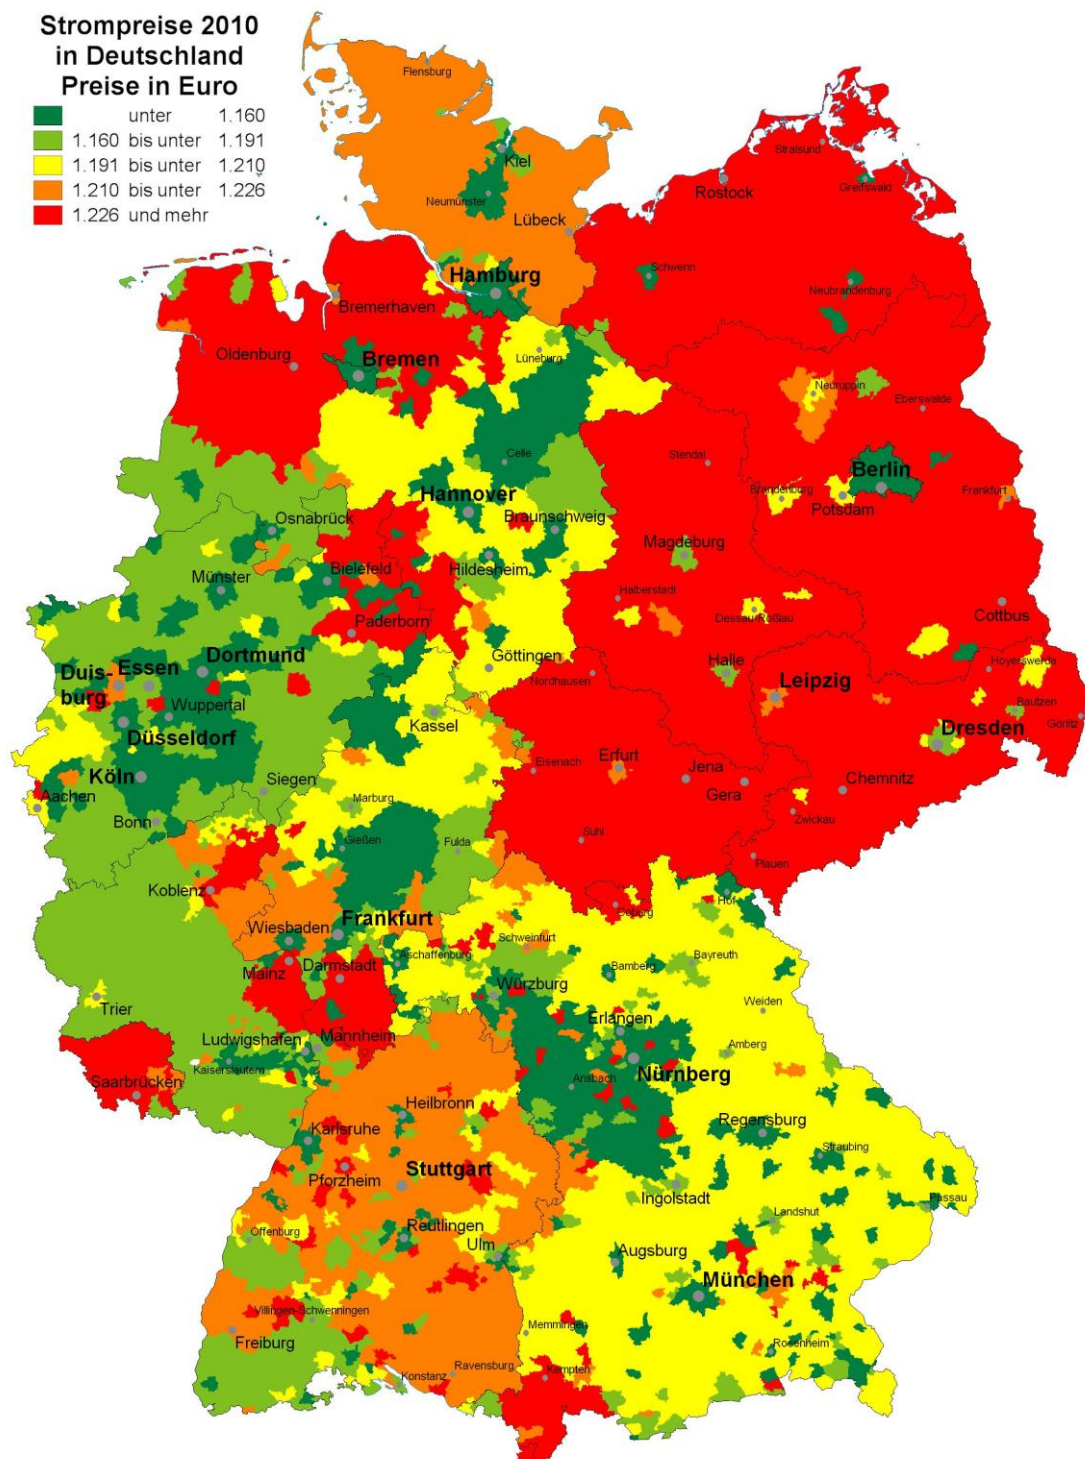 Strompreise 2010
in Deutschland
Preise in Euro
unter 1.160
1.160 bis unter 1.191
1.191 bis unter 1.210
1.210 bis unter 1.226
1.226 und mehr
Flensburg
Kiel
Neumünster
Lübeck
Stralsund
Rostock
Greifswald
Schwerin
Neubrandenburg
Hamburg
Bremerhaven
Oldenburg
Bremen
Lüneburg
Neuruppin
Eberswalde
Celle
Stendal
Berlin
Hannover
Brandenburg
Potsdam
Frankfurt
Osnabrück
Braunschweig
Magdeburg
Münster
Bielefeld
Hildesheim
Halberstadt
Dessau-Roßlau
Cottbus
Paderborn
Duis-
burg
Essen
Dortmund
Göttingen
Nordhausen
Halle
Leipzig
Hoyerswerda
Bautzen
Görlitz
Wuppertal
Kassel
Düsseldorf
Dresden
Köln
Siegen
Eisenach
Erfurt
Jena
Gera
Chemnitz
Aachen
Marburg
Zwickau
Bonn
Gießen
Fulda
Suhl
Plauen
Koblenz
Coburg
Hof
Wiesbaden
Frankfurt
Schweinfurt
Mainz
Darmstadt
Aschaffenburg
Bamberg
Bayreuth
Trier
Würzburg
Weiden
Ludwigshafen
Mannheim
Erlangen
Kaiserslautern
Amberg
Saarbrücken
Nürnberg
Ansbach
Heilbronn
Karlsruhe
Regensburg
Straubing
Pforzheim
Stuttgart
Ingolstadt
Passau
Offenburg
Reutlingen
Ulm
Landshut
Augsburg
München
Villingen-Schwenningen
Freiburg
Memmingen
Rosenheim
Konstanz
Ravensburg
Kempten